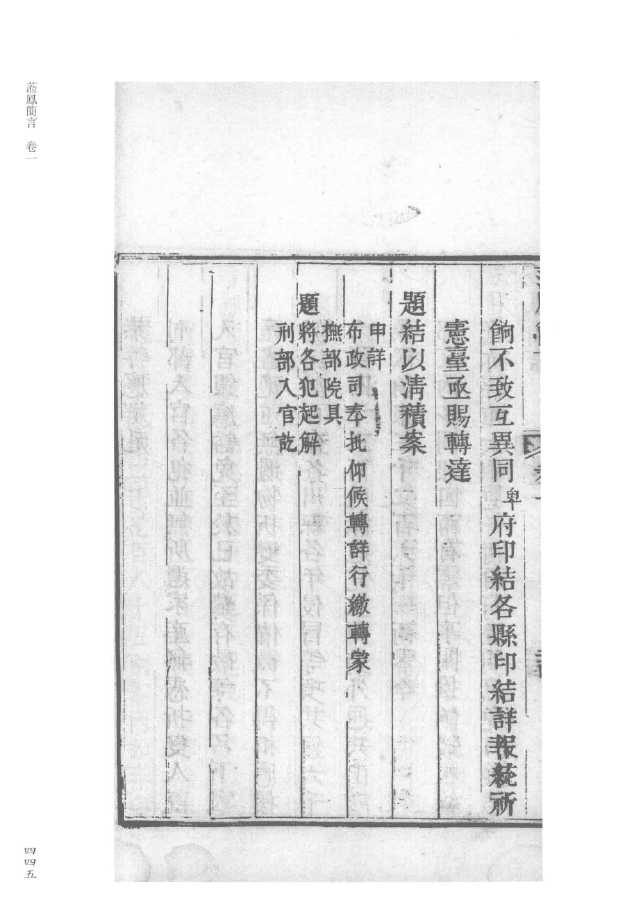 餉不致互異同卑府印結各縣印結詳報統祈
憲臺亟賜轉達
題結以清積案
申詳
布政司奉批仰候轉詳行繳轉蒙
撫部院具
題將各犯起解
刑部入官訖
鳳簡言 卷一
四四五